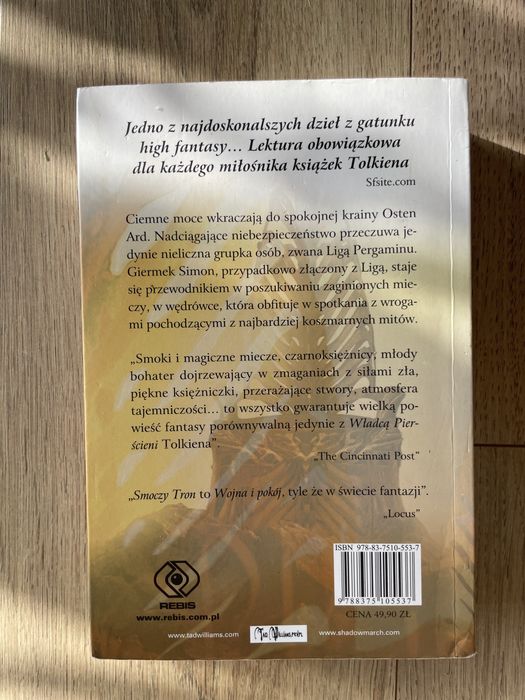 Jedno z najdoskonalszych dzieł z gatunku
high fantasy... Lektura obowiązkowa
dla każdego miłośnika książek Tolkiena
Sfsite.com
Ciemne moce wkraczają do spokojnej krainy Osten
Ard. Nadciągające niebezpieczeństwo przeczuwa je-
dynie nieliczna grupka osób, zwana Ligą Pergaminu.
Giermek Simon, przypadkowo złączony z Ligą, staje
się przewodnikiem w poszukiwaniu zaginionych mie-
czy, w wędrówce, która obfituje w spotkania z wroga-
mi pochodzącymi z najbardziej koszmarnych mitów.
„Smoki i magiczne miecze, czarnoksiężnicy, młody
bohater dojrzewający w zmaganiach z siłami zła,
piękne księżniczki, przerażające stwory, atmosfera
tajemniczości... to wszystko gwarantuje wielką po-
wieść fantasy porównywalną jedynie z Władcą Pier-
ścieni Tolkiena”.
„The Cincinnati Post”
„Smoczy Tron to Wojna i pokój, tyle że w świecie fantazji”.
„Locus”
ISBN 978-83-7510-553-7
9788375105537
CENA 49,90 ZŁ
REBIS
www.rebis.com.pl
www.tadwilliams.com
Tad Williams
www.shadowmarch.com